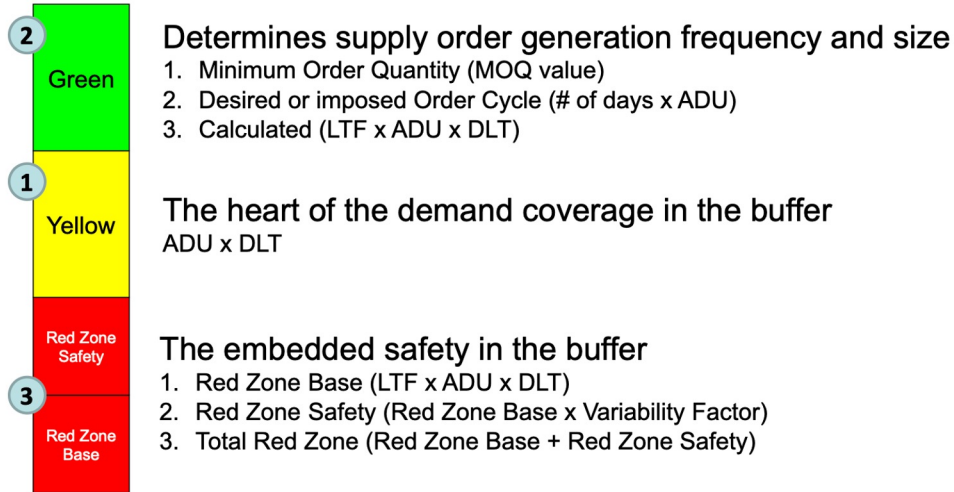 2
Green
Determines supply order generation frequency and size
1. Minimum Order Quantity (MOQ value)
2. Desired or imposed Order Cycle (# of days x ADU)
3. Calculated (LTF x ADU x DLT)
1
Yellow
The heart of the demand coverage in the buffer
ADU x DLT
Red Zone
Safety
3
Red Zone
Base
The embedded safety in the buffer
1. Red Zone Base (LTF x ADU x DLT)
2. Red Zone Safety (Red Zone Base x Variability Factor)
3. Total Red Zone (Red Zone Base + Red Zone Safety)